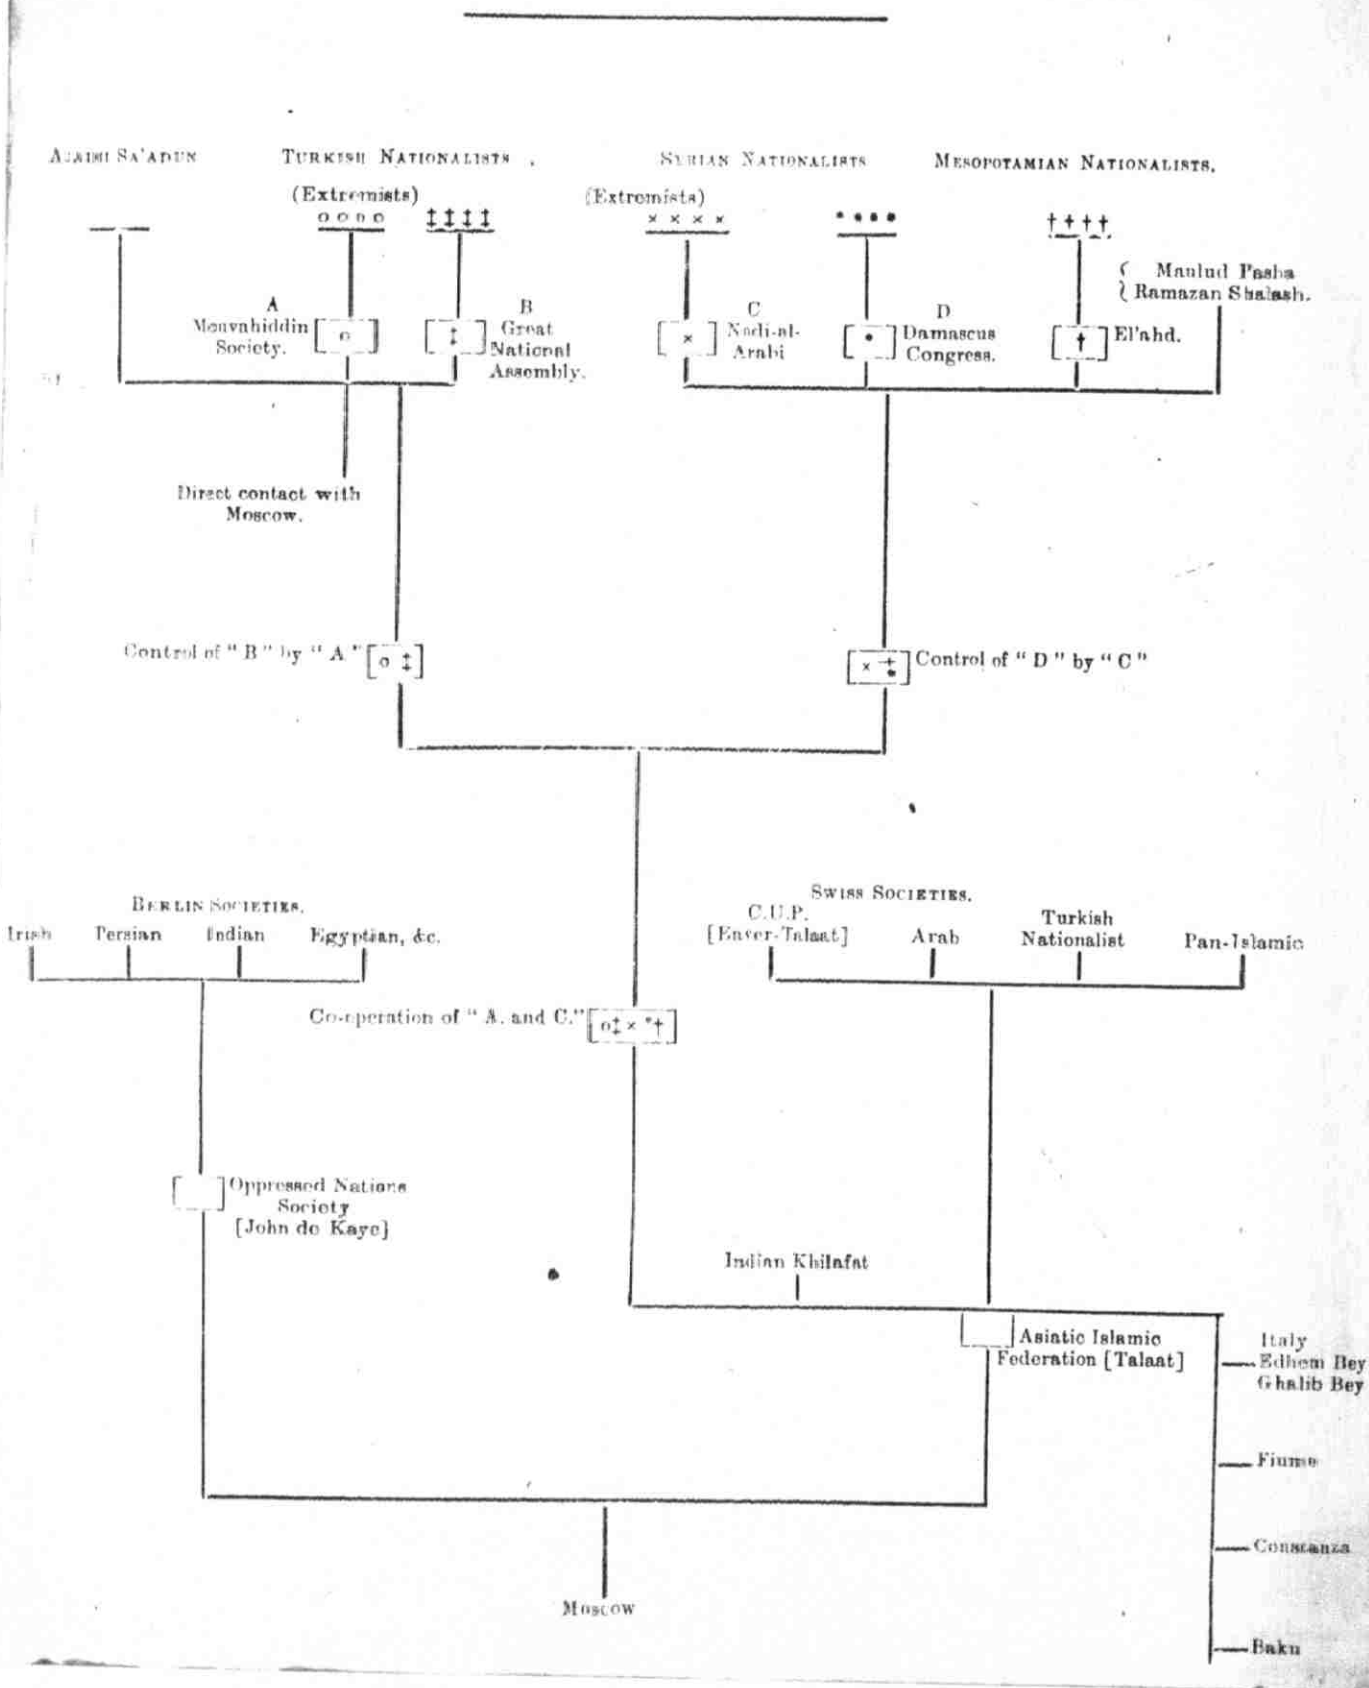 AJAIMI SA'ADUN
TURKISH NATIONALISTS.
(Extremists)
o o o o
‡ ‡ ‡ ‡
SYRIAN NATIONALISTS
(Extremists)
× × × ×
• • • •
MESOPOTAMIAN NATIONALISTS.
† † † †
Maulud Pasha
Ramazan Shalash.
A
Mouvahiddin
Society.
[o]
[‡]
B
Great
National
Assembly.
[×]
C
Nadi-al-
Arabi
[•]
D
Damascus
Congress.
[†] El'ahd.
Direct contact with
Moscow.
Control of "B" by "A" [o ‡]
[× †•] Control of "D" by "C"
BERLIN SOCIETIES.
Irish Persian Indian Egyptian, &c.
SWISS SOCIETIES.
C.U.P.
[Enver-Talaat]
Arab
Turkish
Nationalist
Pan-Islamic
Co-operation of "A. and C." [o‡ × •†]
Oppressed Nations
Society
[John de Kaye]
Indian Khilafat
Asiatic Islamic
Federation [Talaat]
Italy
Edhem Bey
Ghalib Bey
Fiume
Constanza
Baku
MOSCOW